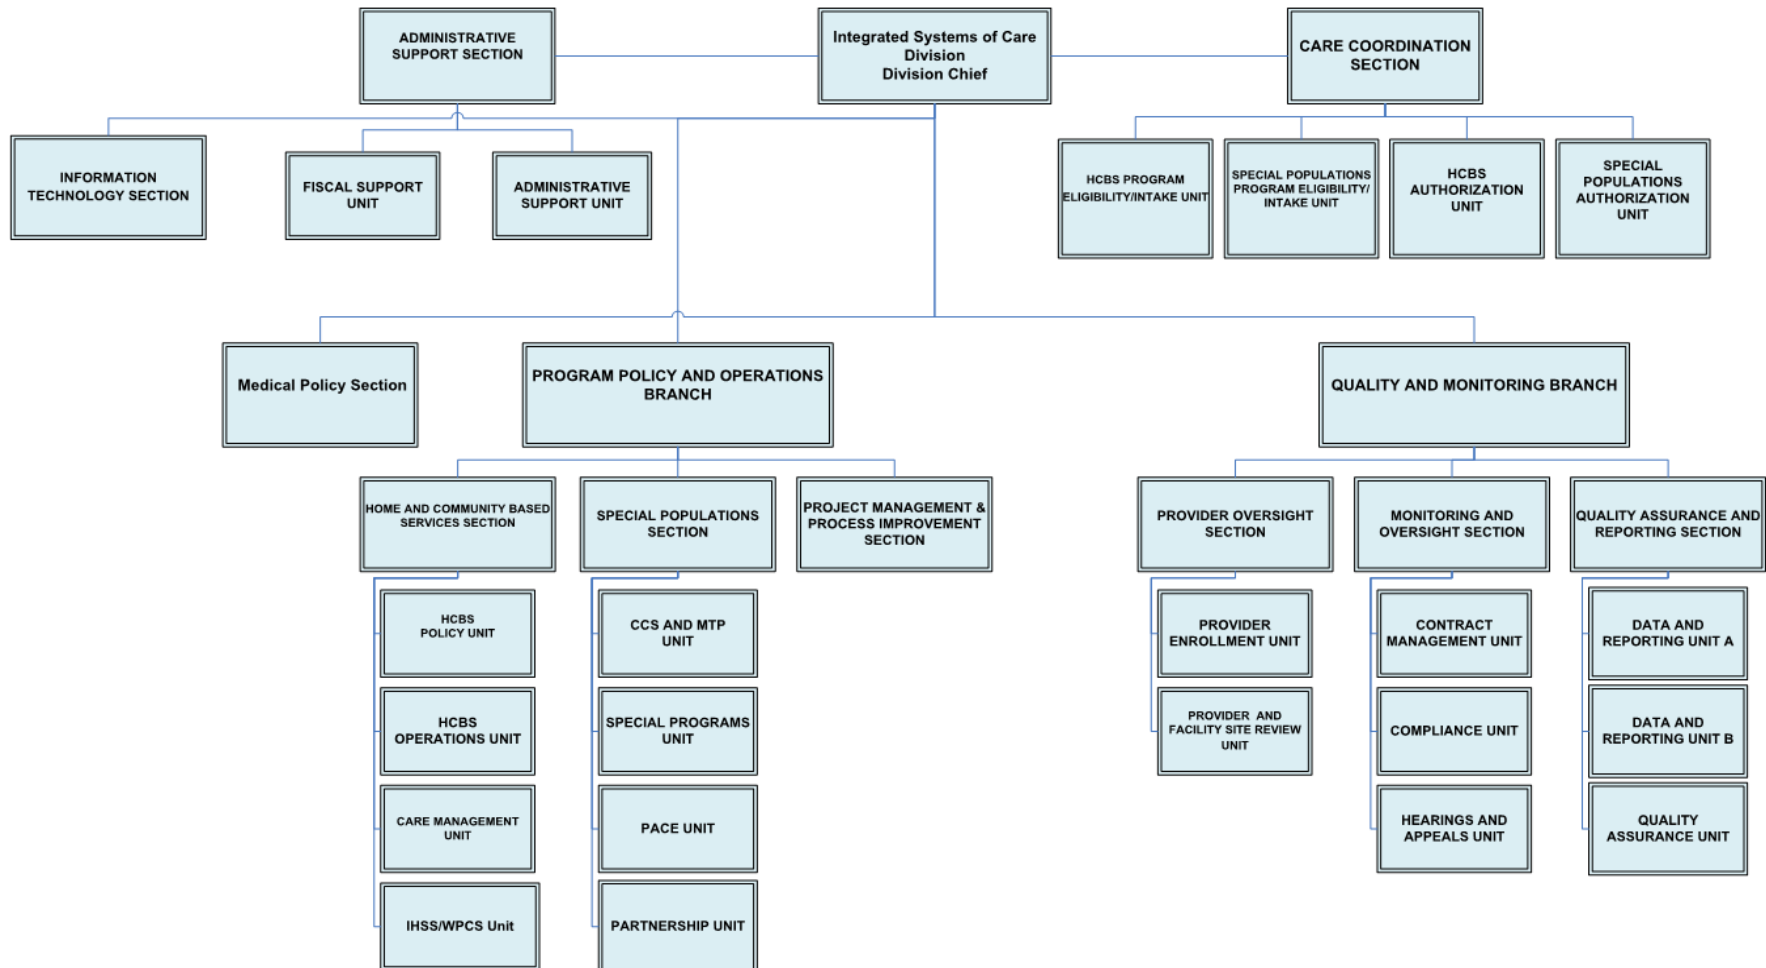 ADMINISTRATIVE
SUPPORT SECTION
Integrated Systems of Care
Division
Division Chief
CARE COORDINATION
SECTION
INFORMATION
TECHNOLOGY SECTION
FISCAL SUPPORT
UNIT
ADMINISTRATIVE
SUPPORT UNIT
HCBS PROGRAM
ELIGIBILITY/INTAKE UNIT
SPECIAL POPULATIONS
PROGRAM ELIGIBILITY/
INTAKE UNIT
HCBS
AUTHORIZATION
UNIT
SPECIAL
POPULATIONS
AUTHORIZATION
UNIT
Medical Policy Section
PROGRAM POLICY AND OPERATIONS
BRANCH
QUALITY AND MONITORING BRANCH
HOME AND COMMUNITY BASED
SERVICES SECTION
SPECIAL POPULATIONS
SECTION
PROJECT MANAGEMENT &
PROCESS IMPROVEMENT
SECTION
PROVIDER OVERSIGHT
SECTION
MONITORING AND
OVERSIGHT SECTION
QUALITY ASSURANCE AND
REPORTING SECTION
HCBS
POLICY UNIT
CCS AND MTP
UNIT
PROVIDER
ENROLLMENT UNIT
CONTRACT
MANAGEMENT UNIT
DATA AND
REPORTING UNIT A
HCBS
OPERATIONS UNIT
SPECIAL PROGRAMS
UNIT
PROVIDER AND
FACILITY SITE REVIEW
UNIT
COMPLIANCE UNIT
DATA AND
REPORTING UNIT B
CARE MANAGEMENT
UNIT
PACE UNIT
HEARINGS AND
APPEALS UNIT
QUALITY
ASSURANCE UNIT
IHSS/WPCS Unit
PARTNERSHIP UNIT